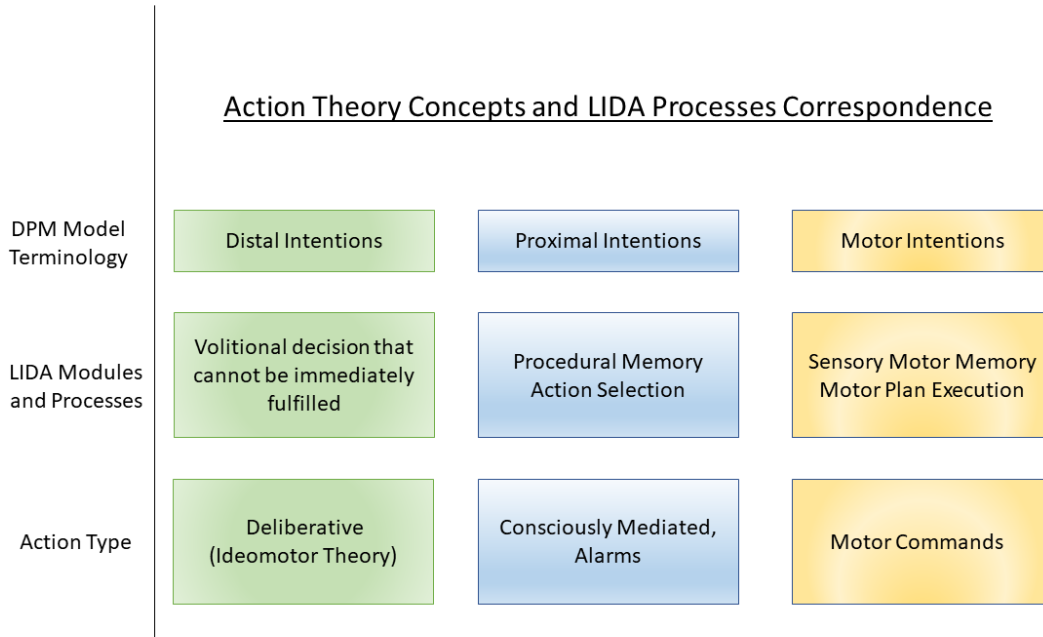 Action Theory Concepts and LIDA Processes Correspondence
DPM Model
Terminology
Distal Intentions
Proximal Intentions
Motor Intentions
LIDA Modules
and Processes
Volitional decision that
cannot be immediately
fulfilled
Procedural Memory
Action Selection
Sensory Motor Memory
Motor Plan Execution
Action Type
Deliberative
(Ideomotor Theory)
Consciously Mediated,
Alarms
Motor Commands